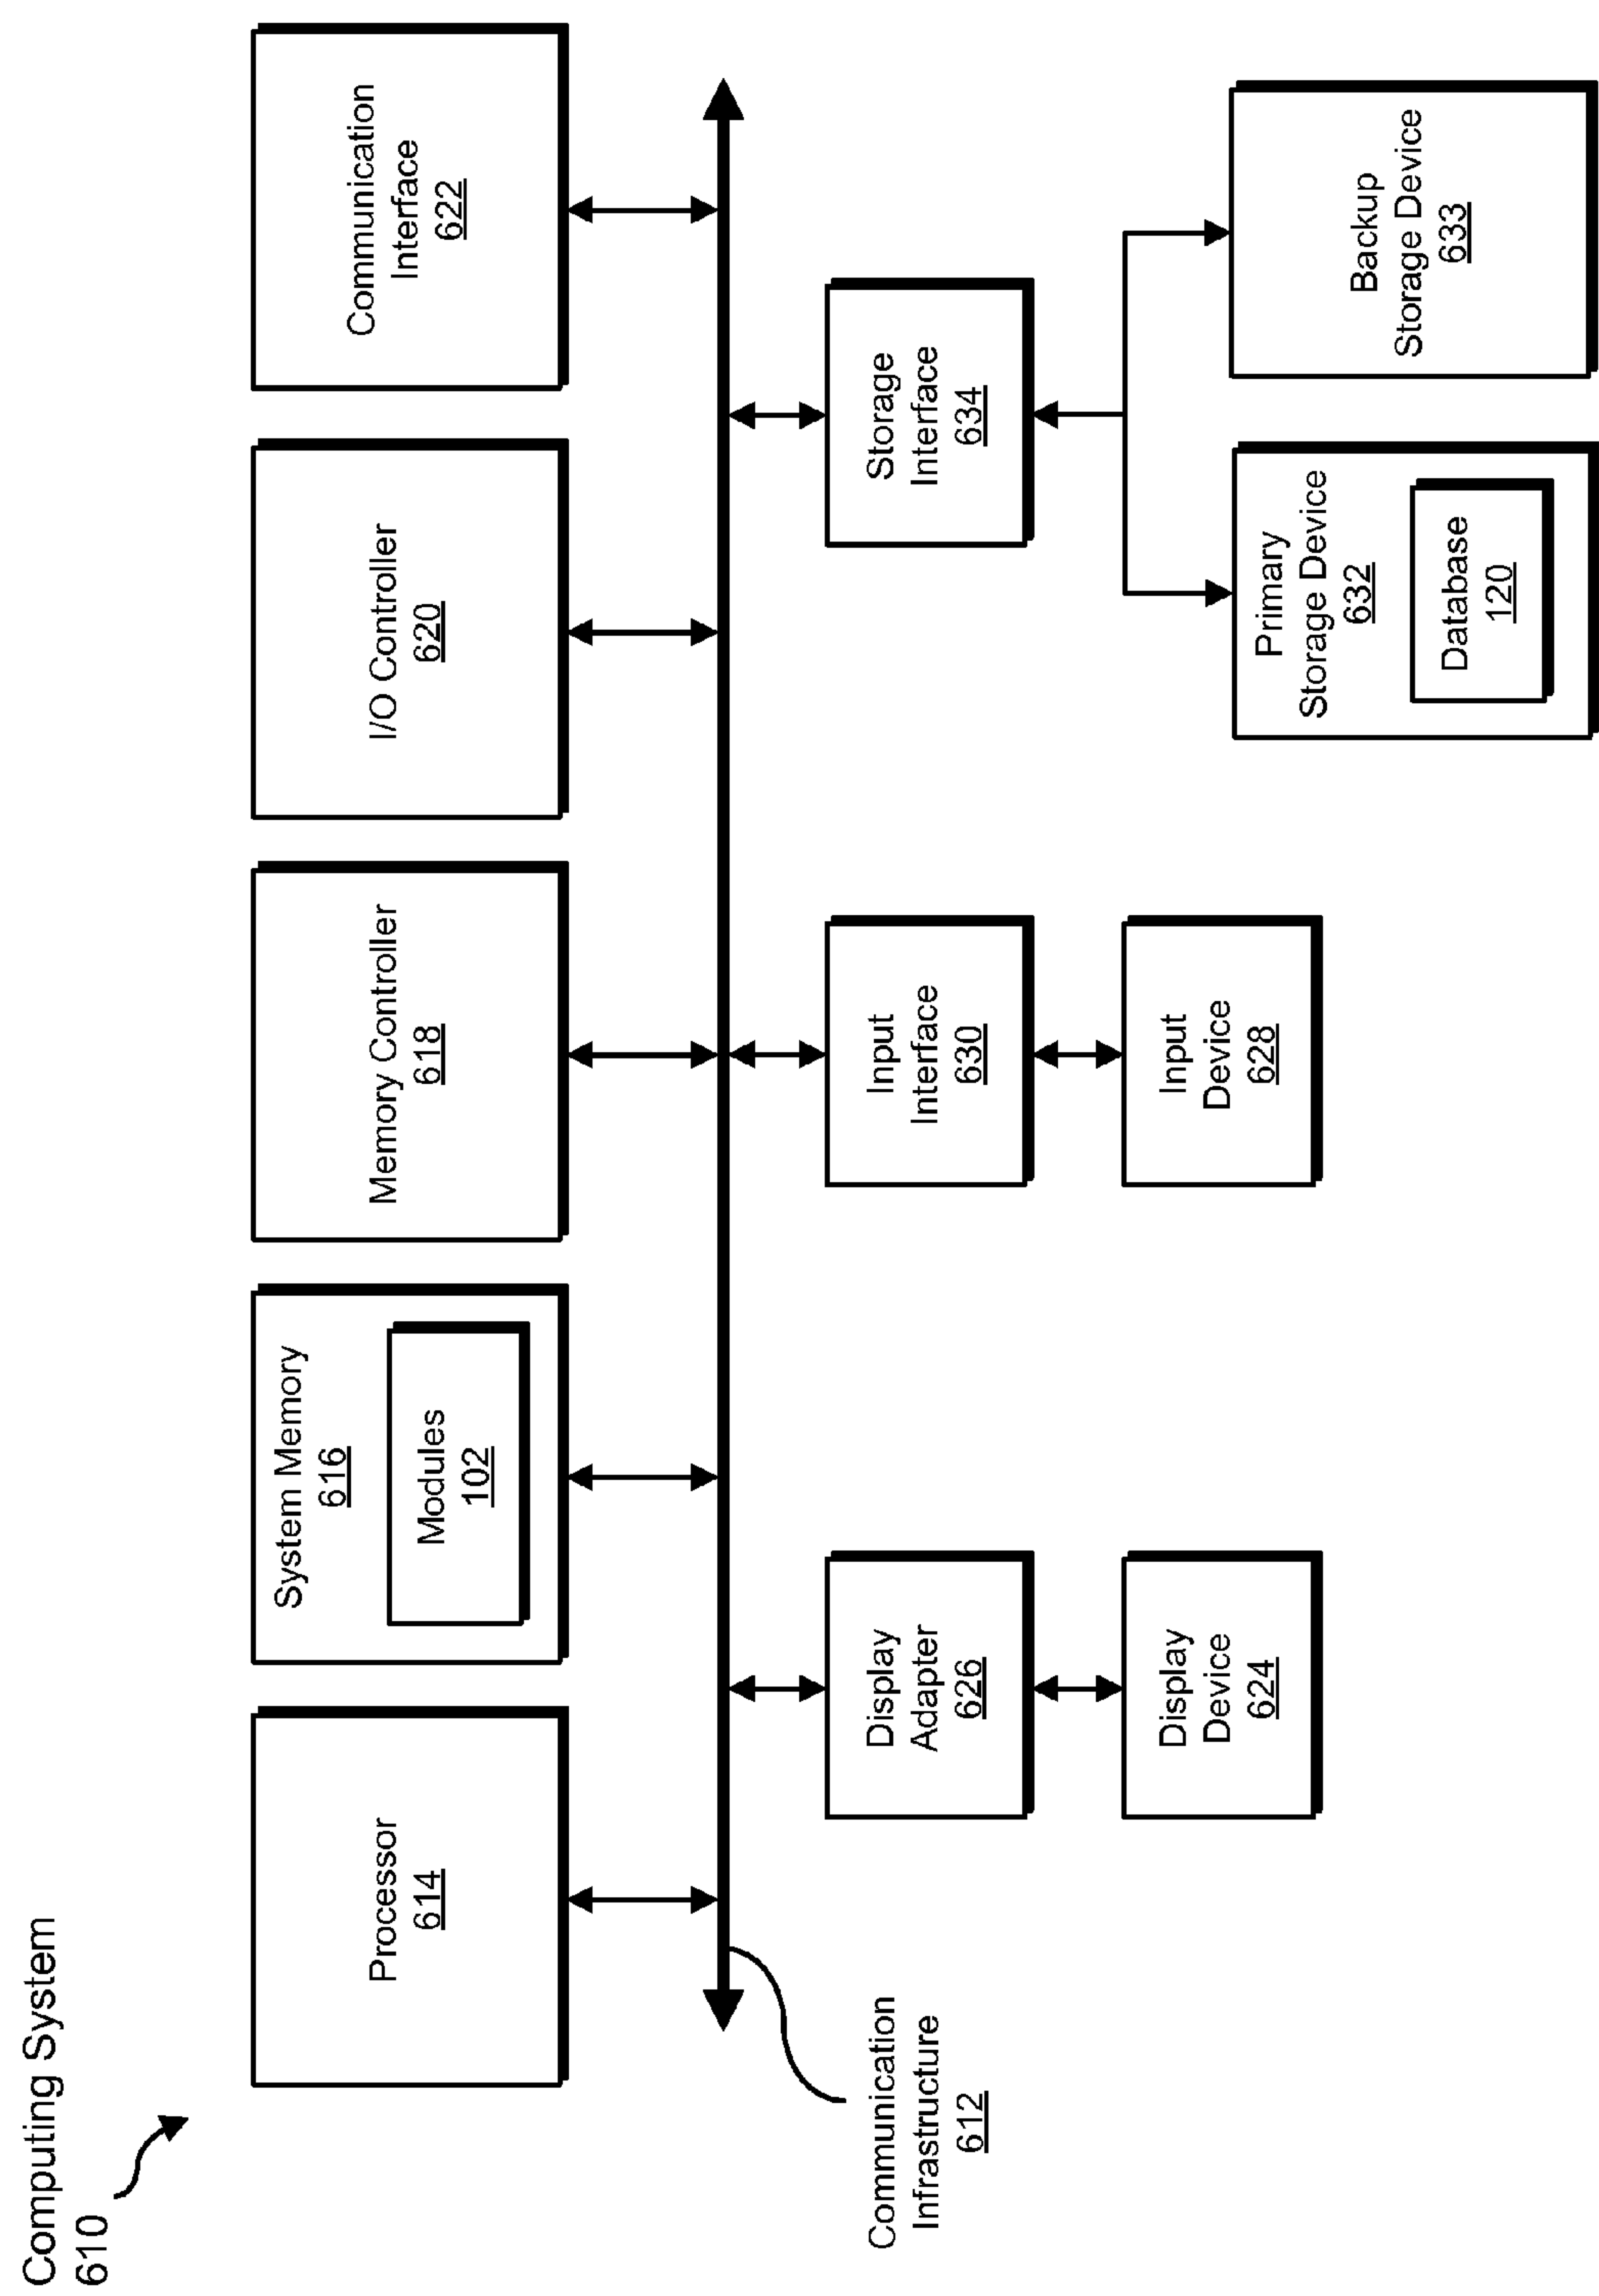 Computing System
610
Processor
614
System Memory
616
Modules
102
Memory Controller
618
I/O Controller
620
Communication
Interface
622
Communication
Infrastructure
612
Display
Adapter
626
Input
Interface
630
Storage
Interface
634
Display
Device
624
Input
Device
628
Primary
Storage Device
632
Database
120
Backup
Storage Device
633